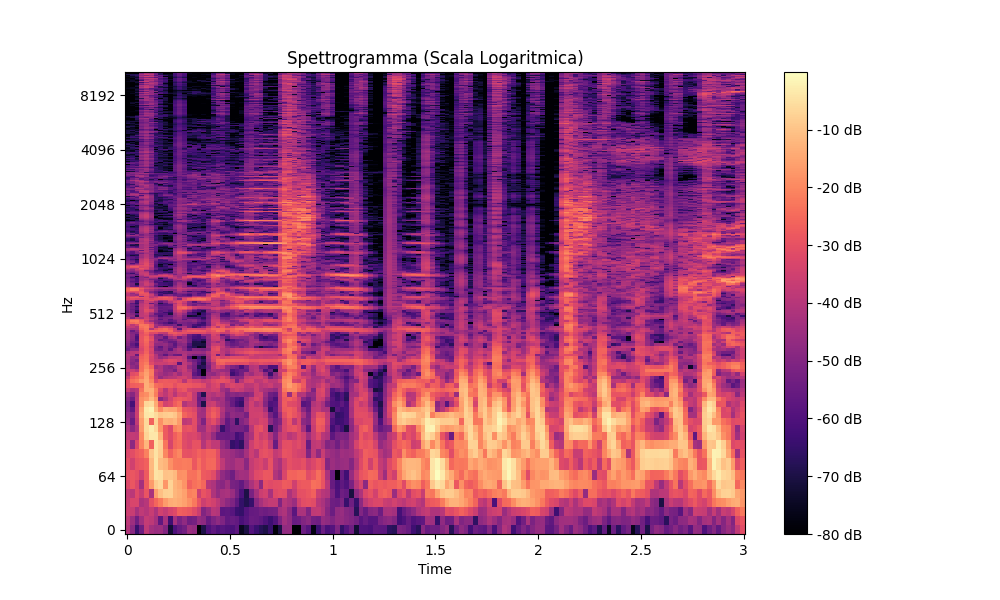 Spettrogramma (Scala Logaritmica)
8192
4096
2048
1024
512
256
128
64
0
Hz
0
0.5
1
1.5
2
2.5
3
Time
-10 dB
-20 dB
-30 dB
-40 dB
-50 dB
-60 dB
-70 dB
-80 dB